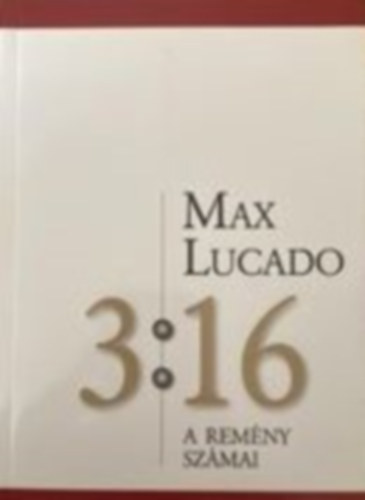 MAX
LUCADO
3:16
A REMÉNY
SZÁMAI